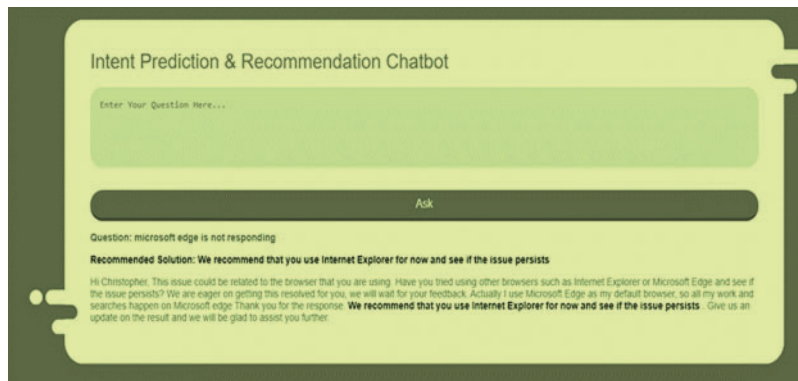 Intent Prediction & Recommendation Chatbot
Enter Your Question Here...
Ask
Question: microsoft edge is not responding
Recommended Solution: We recommend that you use Internet Explorer for now and see if the issue persists
Hi Christopher, This issue could be related to the browser that you are using. Have you tried using other browsers such as Internet Explorer or Microsoft Edge and see if
the issue persists? We are eager on getting this resolved for you, we will wait for your feedback. Actually I use Microsoft Edge as my default browser, so all my work and
searches happen on Microsoft edge Thank you for the response. We recommend that you use Internet Explorer for now and see if the issue persists . Give us an
update on the result and we will be glad to assist you further.